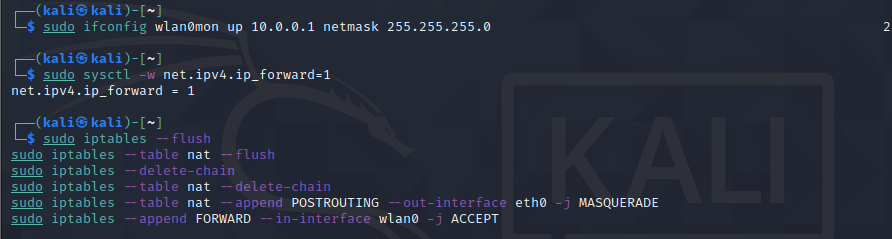 ┌──(kali㉿kali)-[~]
└─$ sudo ifconfig wlan0mon up 10.0.0.1 netmask 255.255.255.0 2
┌──(kali㉿kali)-[~]
└─$ sudo sysctl -w net.ipv4.ip_forward=1
net.ipv4.ip_forward = 1
┌──(kali㉿kali)-[~]
└─$ sudo iptables --flush
sudo iptables --table nat --flush
sudo iptables --delete-chain
sudo iptables --table nat --delete-chain
sudo iptables --table nat --append POSTROUTING --out-interface eth0 -j MASQUERADE
sudo iptables --append FORWARD --in-interface wlan0 -j ACCEPT
KALI